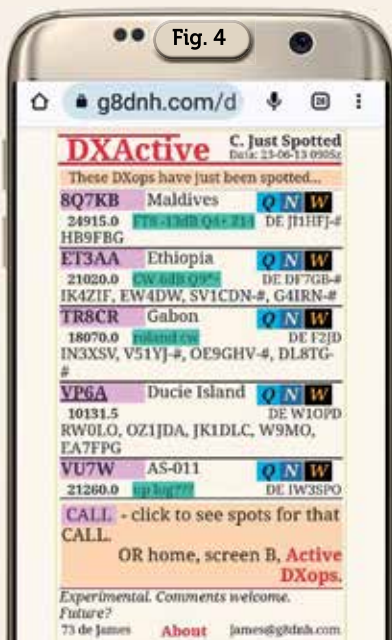 Fig. 4
g8dnh.com/d
DXActive C. Just Spotted
Data: 23-06-13 0905z
These DXops have just been spotted...
8Q7KB Maldives Q N W
24915.0 FT8 -13dB Q4+ Z14 DE JI1HFJ-#
HB9FBG
ET3AA Ethiopia Q N W
21020.0 CW 6dB Q9*+ DE DF7GB-#
IK4ZIF, EW4DW, SV1CDN-#, G4IRN-#
TR8CR Gabon Q N W
18070.0 roland cw DE F2JD
IN3XSV, V51YJ-#, OE9GHV-#, DL8TG-
#
VP6A Ducie Island Q N W
10131.5 DE W1OPD
RW0LO, OZ1JDA, JK1DLC, W9MO,
EA7FPG
VU7W AS-011 Q N W
21260.0 up log??? DE IW3SPO
CALL - click to see spots for that
CALL.
OR home, screen B, Active
DXops.
Experimental. Comments welcome.
Future?
73 de James About james@g8dnh.com